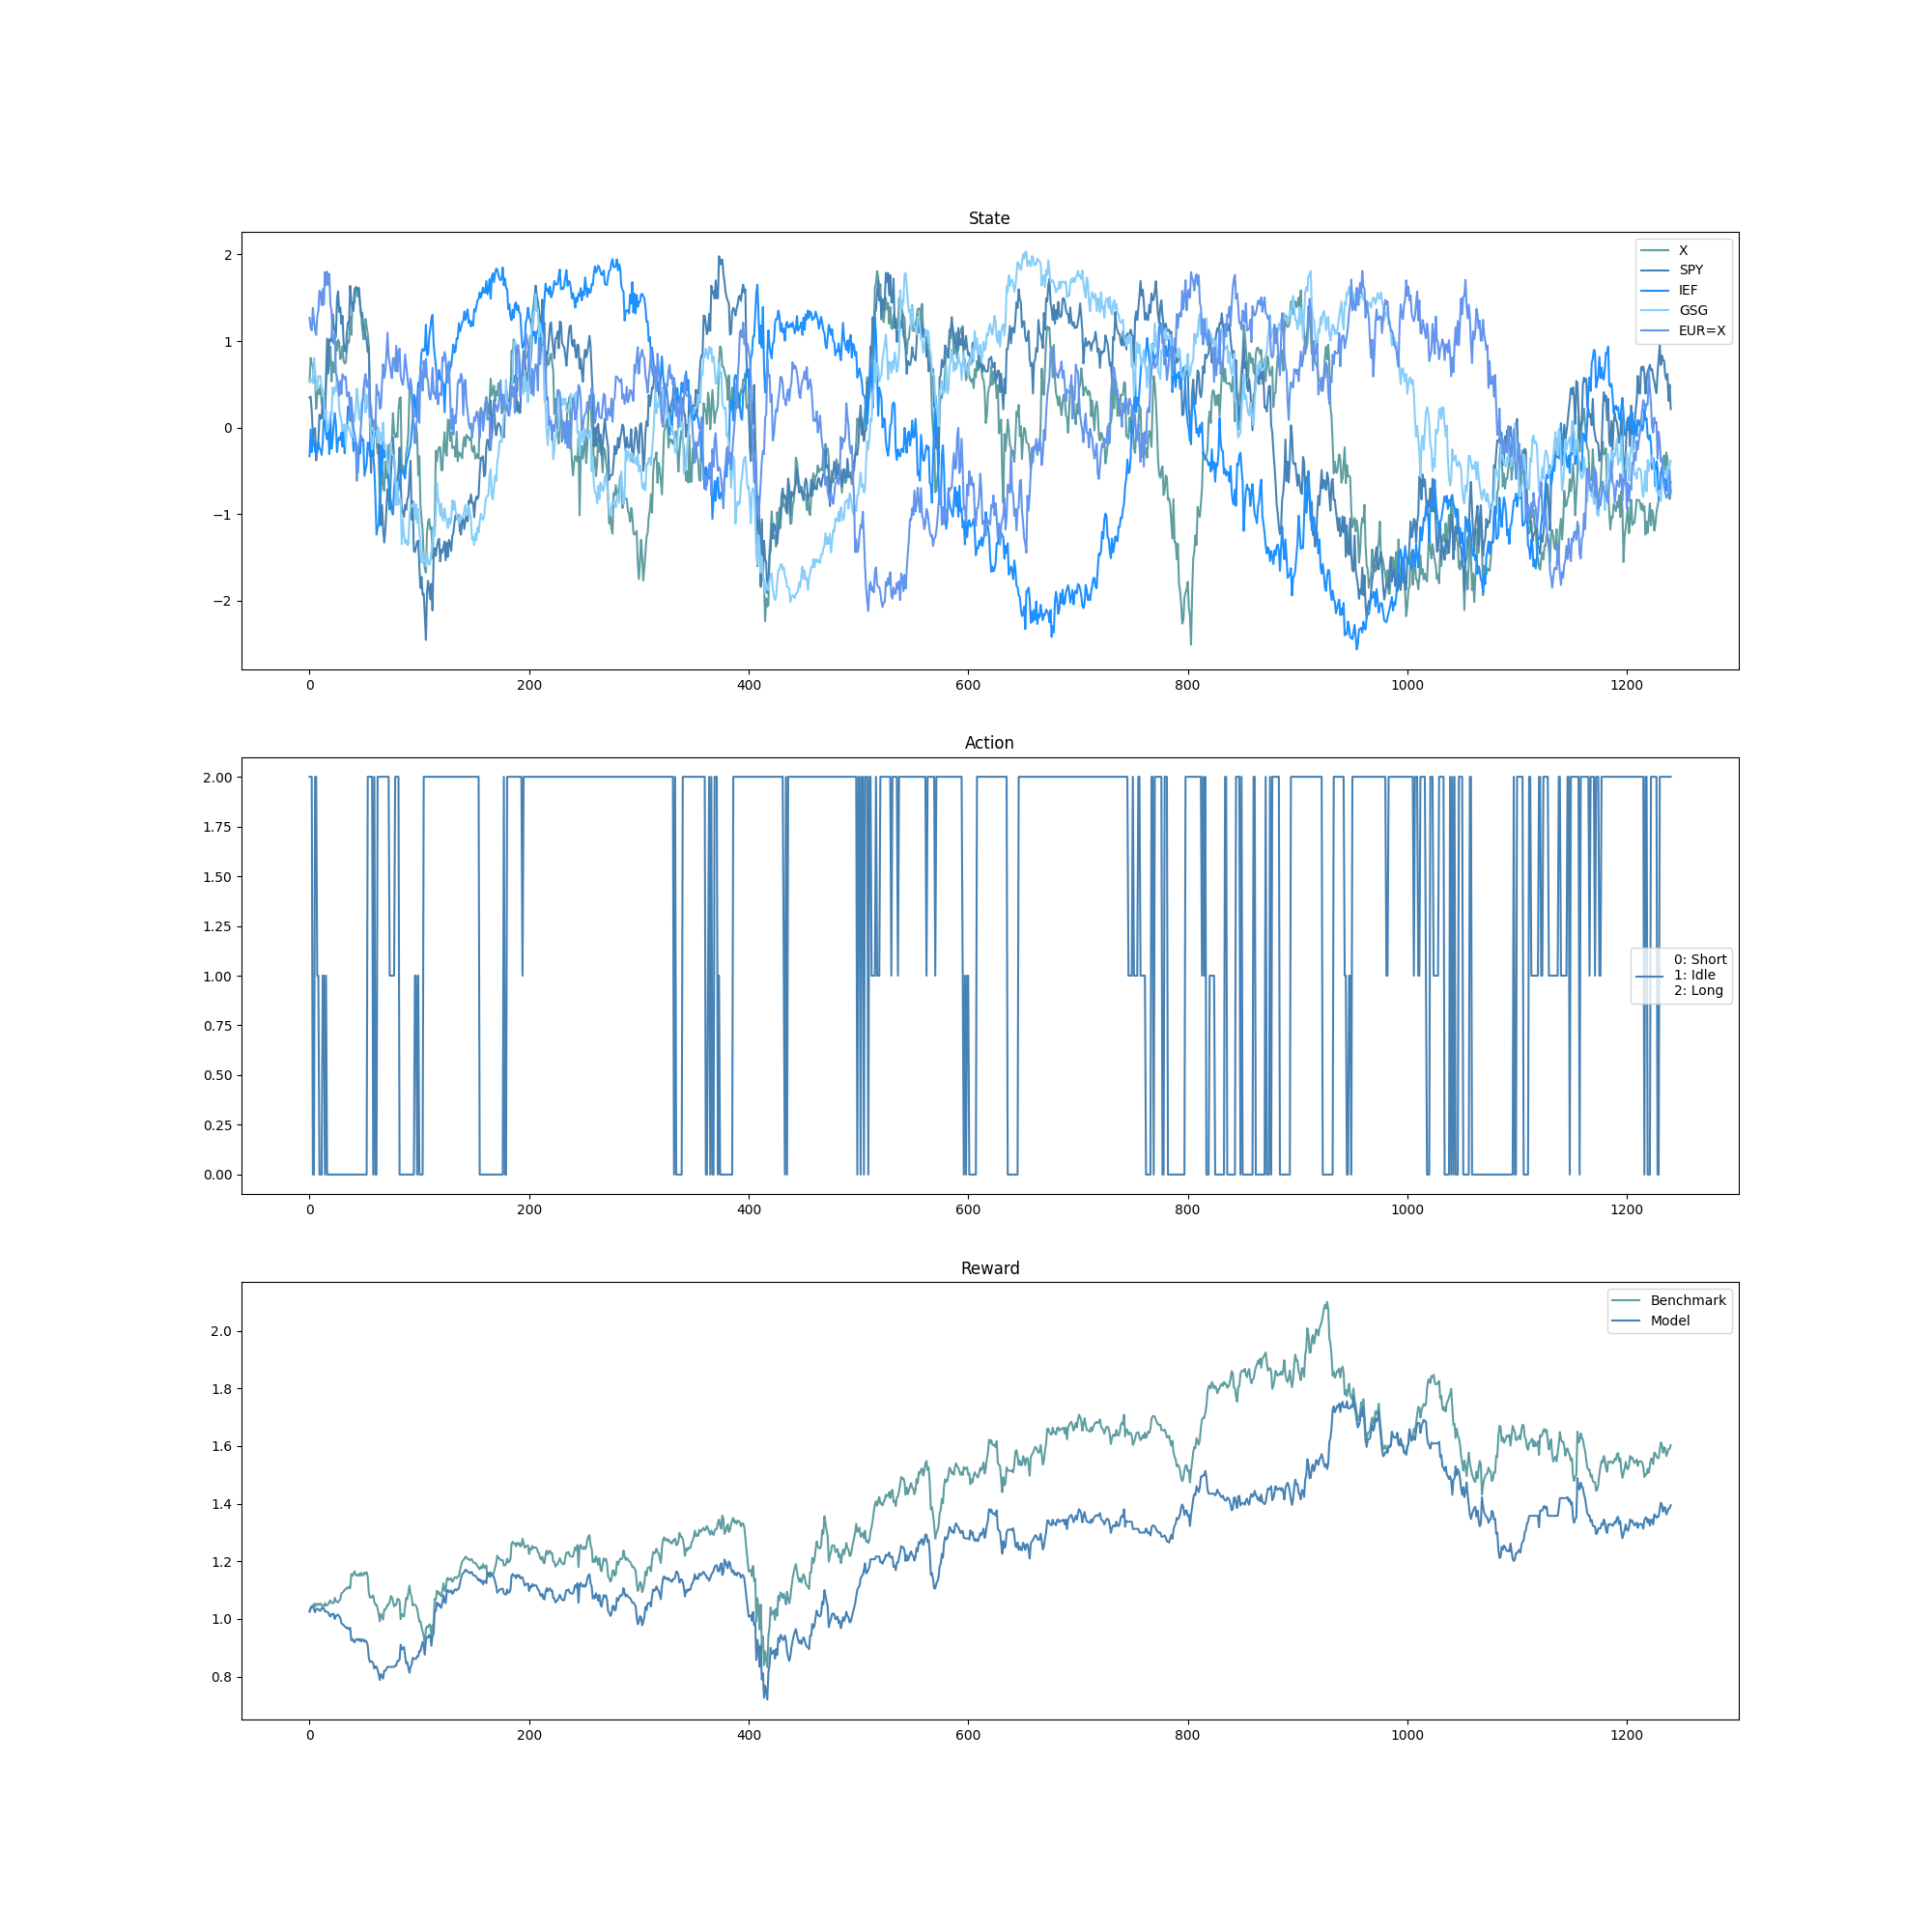 State
2
1
0
−1
−2
X
SPY
IEF
GSG
EUR=X
0 200 400 600 800 1000 1200
Action
2.00
1.75
1.50
1.25
1.00
0.75
0.50
0.25
0.00
0: Short
1: Idle
2: Long
0 200 400 600 800 1000 1200
Reward
2.0
1.8
1.6
1.4
1.2
1.0
0.8
Benchmark
Model
0 200 400 600 800 1000 1200